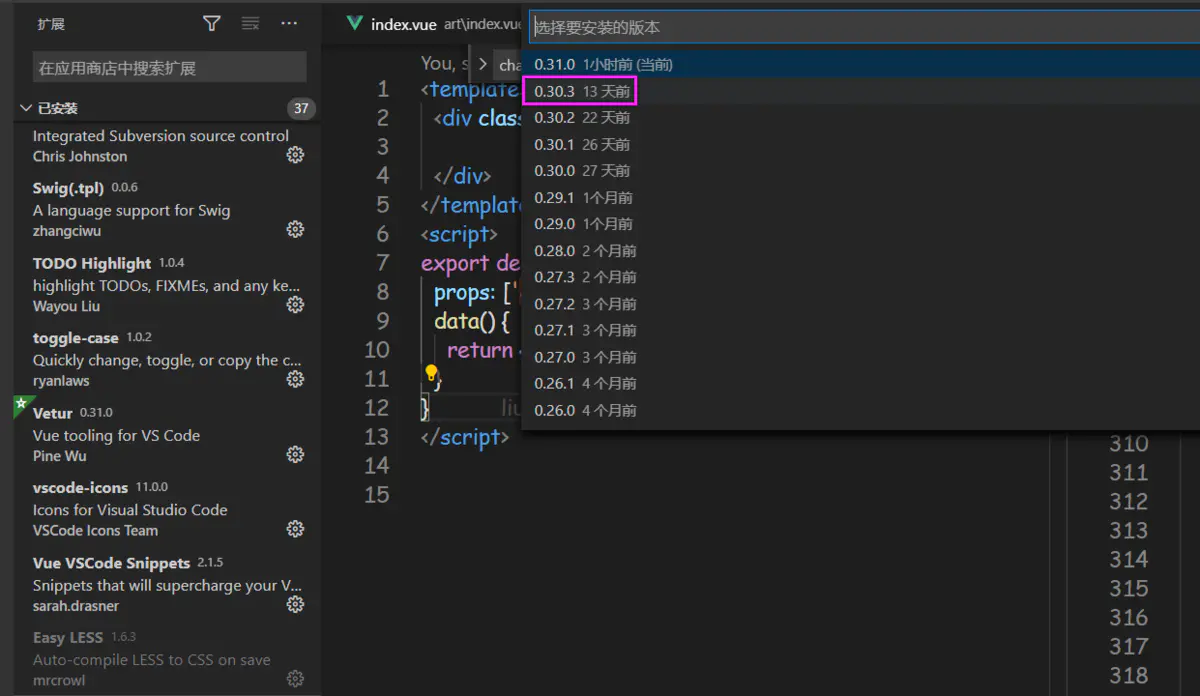 扩展
在应用商店中搜索扩展
已安装
37
Integrated Subversion source control
Chris Johnston
Swig(.tpl) 0.0.6
A language support for Swig
zhangciwu
TODO Highlight 1.0.4
highlight TODOs, FIXMEs, and any ke...
Wayou Liu
toggle-case 1.0.2
Quickly change, toggle, or copy the c...
ryanlaws
Vetur 0.31.0
Vue tooling for VS Code
Pine Wu
vscode-icons 11.0.0
Icons for Visual Studio Code
VSCode Icons Team
Vue VSCode Snippets 2.1.5
Snippets that will supercharge your V...
sarah.drasner
Easy LESS 1.6.3
Auto-compile LESS to CSS on save
mrcrowl
index.vue art\index.vue
You, s
cha
1 <template
2 <div class
3
4 </div>
5 </templat
6 <script>
7 export de
8 props: ['
9 data() {
10 return
11 }
12 } liu
13 </script>
14
15
选择要安装的版本
0.31.0 1小时前 (当前)
0.30.3 13 天前
0.30.2 22 天前
0.30.1 26 天前
0.30.0 27 天前
0.29.1 1个月前
0.29.0 1个月前
0.28.0 2 个月前
0.27.3 2 个月前
0.27.2 3 个月前
0.27.1 3 个月前
0.27.0 3 个月前
0.26.1 4 个月前
0.26.0 4 个月前
310
311
312
313
314
315
316
317
318